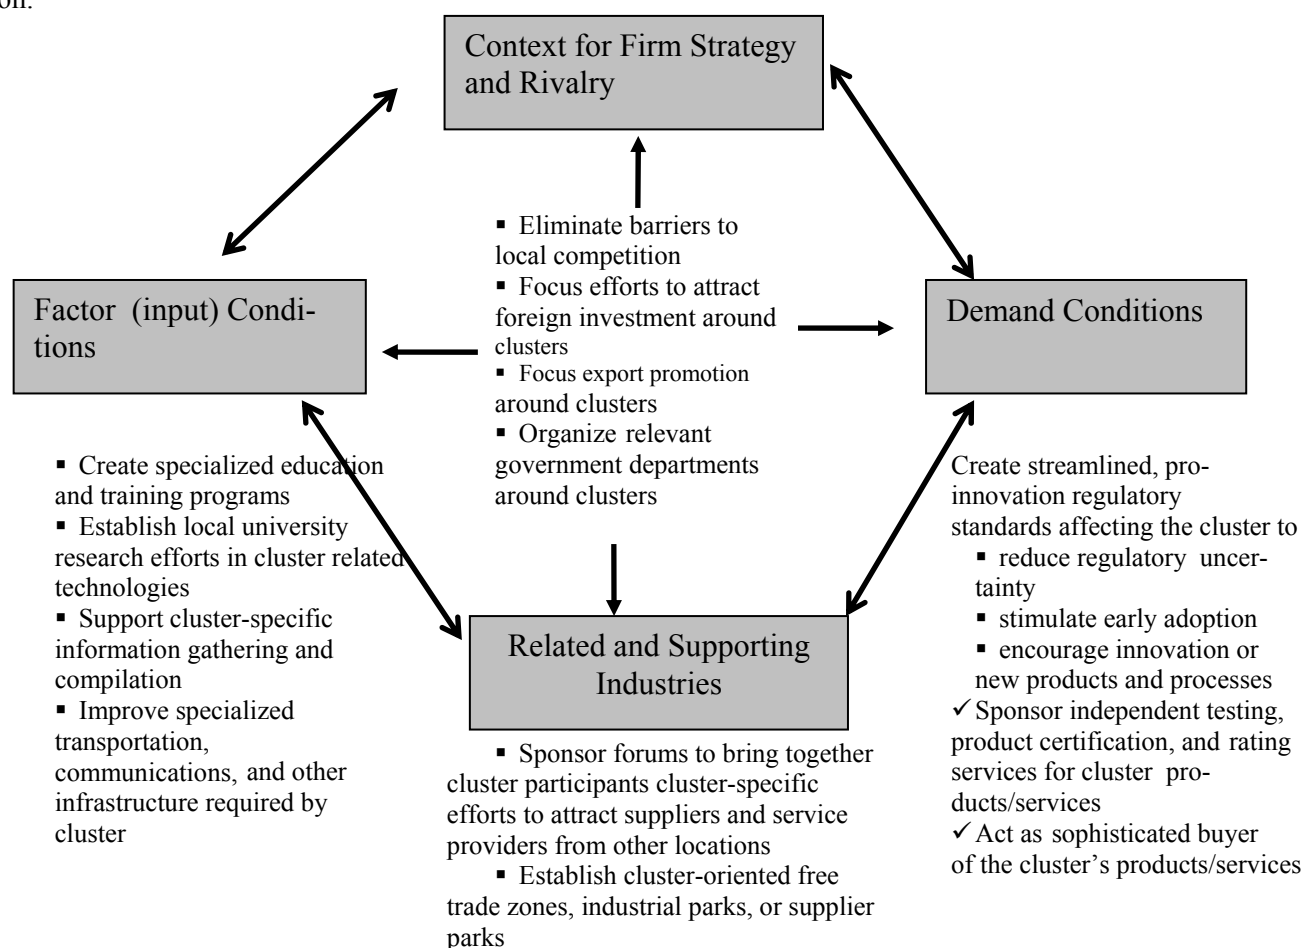 on.
Context for Firm Strategy
and Rivalry
▪ Eliminate barriers to
local competition
▪ Focus efforts to attract
foreign investment around
clusters
▪ Focus export promotion
around clusters
▪ Organize relevant
government departments
around clusters
Factor (input) Condi-
tions
Demand Conditions
▪ Create specialized education
and training programs
▪ Establish local university
research efforts in cluster related
technologies
▪ Support cluster-specific
information gathering and
compilation
▪ Improve specialized
transportation,
communications, and other
infrastructure required by
cluster
Related and Supporting
Industries
▪ Sponsor forums to bring together
cluster participants cluster-specific
efforts to attract suppliers and service
providers from other locations
▪ Establish cluster-oriented free
trade zones, industrial parks, or supplier
parks
Create streamlined, pro-
innovation regulatory
standards affecting the cluster to
▪ reduce regulatory uncer-
tainty
▪ stimulate early adoption
▪ encourage innovation or
new products and processes
✓ Sponsor independent testing,
product certification, and rating
services for cluster pro-
ducts/services
✓ Act as sophisticated buyer
of the cluster's products/services